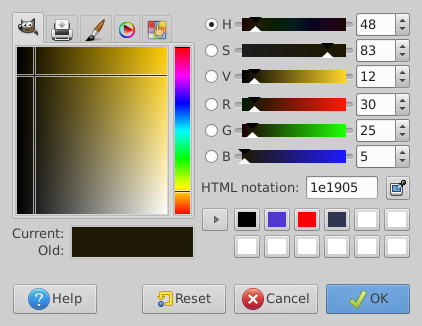 H 48
S 83
V 12
R 30
G 25
B 5
HTML notation: 1e1905
Current:
Old:
Help
Reset
Cancel
OK